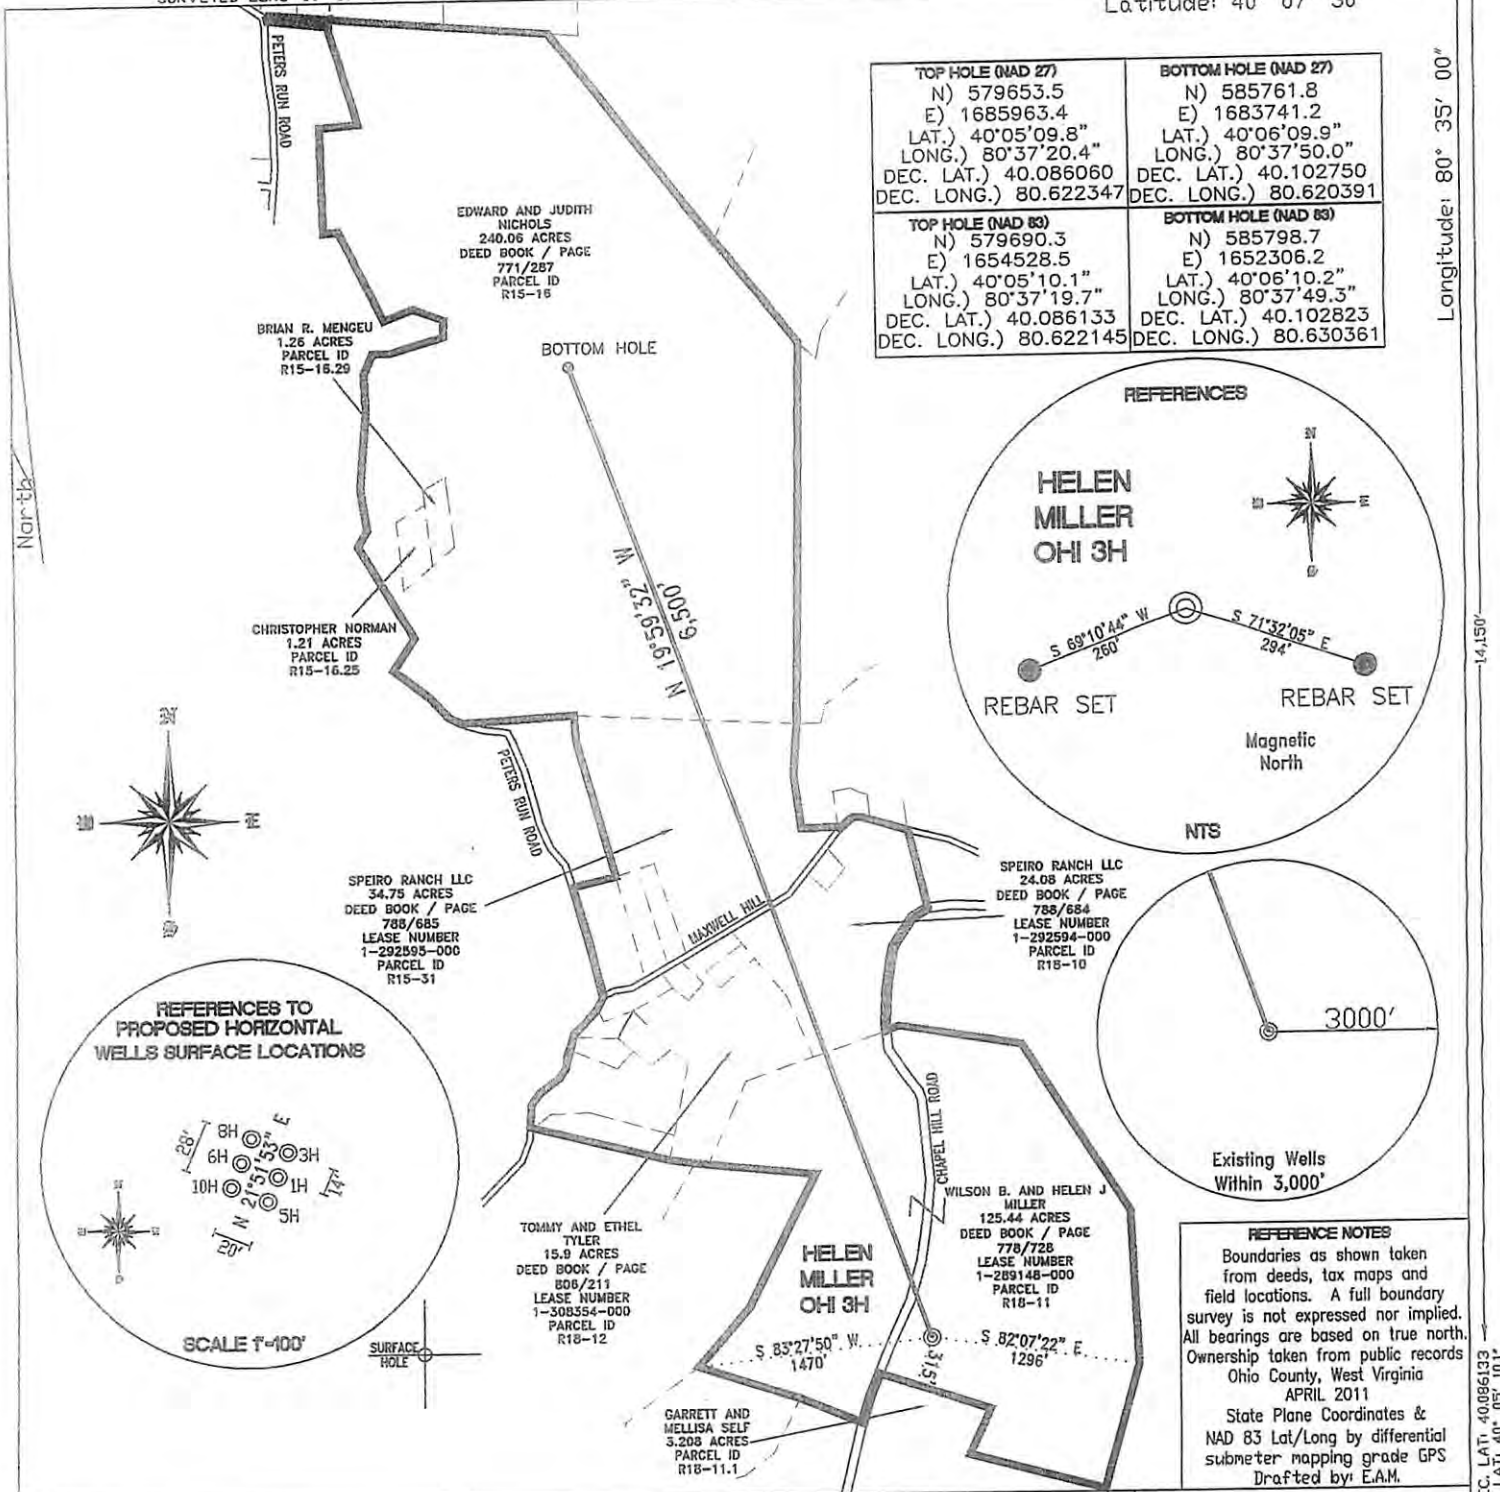 Latitude: 40° 07' 30"
Longitude: 80° 35' 00"
TOP HOLE (NAD 27)
N) 579653.5
E) 1685963.4
LAT.) 40°05'09.8"
LONG.) 80°37'20.4"
DEC. LAT.) 40.086060
DEC. LONG.) 80.622347
BOTTOM HOLE (NAD 27)
N) 585761.8
E) 1683741.2
LAT.) 40°06'09.9"
LONG.) 80°37'50.0"
DEC. LAT.) 40.102750
DEC. LONG.) 80.620391
TOP HOLE (NAD 83)
N) 579690.3
E) 1654528.5
LAT.) 40°05'10.1"
LONG.) 80°37'19.7"
DEC. LAT.) 40.086133
DEC. LONG.) 80.622145
BOTTOM HOLE (NAD 83)
N) 585798.7
E) 1652306.2
LAT.) 40°06'10.2"
LONG.) 80°37'49.3"
DEC. LAT.) 40.102823
DEC. LONG.) 80.630361
PETERS RUN ROAD
EDWARD AND JUDITH
NICHOLS
240.06 ACRES
DEED BOOK / PAGE
771/287
PARCEL ID
R15-16
BRIAN R. MENGEU
1.26 ACRES
PARCEL ID
R15-16.29
BOTTOM HOLE
North
N 19°59'32" W
6,500'
CHRISTOPHER NORMAN
1.21 ACRES
PARCEL ID
R15-16.25
REFERENCES
HELEN
MILLER
OHI 3H
N
E
S 69°10'44" W
260'
S 71°32'05" E
294'
REBAR SET
REBAR SET
Magnetic
North
NTS
14,150'
N
E
PETERS RUN ROAD
SPEIRO RANCH LLC
34.75 ACRES
DEED BOOK / PAGE
788/685
LEASE NUMBER
1-292595-000
PARCEL ID
R15-31
MAXWELL HILL
SPEIRO RANCH LLC
24.08 ACRES
DEED BOOK / PAGE
788/684
LEASE NUMBER
1-292594-000
PARCEL ID
R18-10
REFERENCES TO
PROPOSED HORIZONTAL
WELLS SURFACE LOCATIONS
28'
8H
6H
10H
3H
1H
5H
N 21°51'53" E
14'
20'
SCALE 1"=100'
3000'
Existing Wells
Within 3,000'
CHAPEL HILL ROAD
TOMMY AND ETHEL
TYLER
15.9 ACRES
DEED BOOK / PAGE
806/211
LEASE NUMBER
1-308354-000
PARCEL ID
R18-12
WILSON B. AND HELEN J
MILLER
125.44 ACRES
DEED BOOK / PAGE
778/728
LEASE NUMBER
1-289148-000
PARCEL ID
R18-11
HELEN
MILLER
OHI 3H
S 83°27'50" W
1470'
S 82°07'22" E
1296'
315'
SURFACE
HOLE
GARRETT AND
MELLISA SELF
3.208 ACRES
PARCEL ID
R18-11.1
REFERENCE NOTES
Boundaries as shown taken
from deeds, tax maps and
field locations. A full boundary
survey is not expressed nor implied.
All bearings are based on true north.
Ownership taken from public records
Ohio County, West Virginia
APRIL 2011
State Plane Coordinates &
NAD 83 Lat/Long by differential
submeter mapping grade GPS
Drafted by: E.A.M.
LAT: 40.086133
LAT: 40° 05' 10.1"